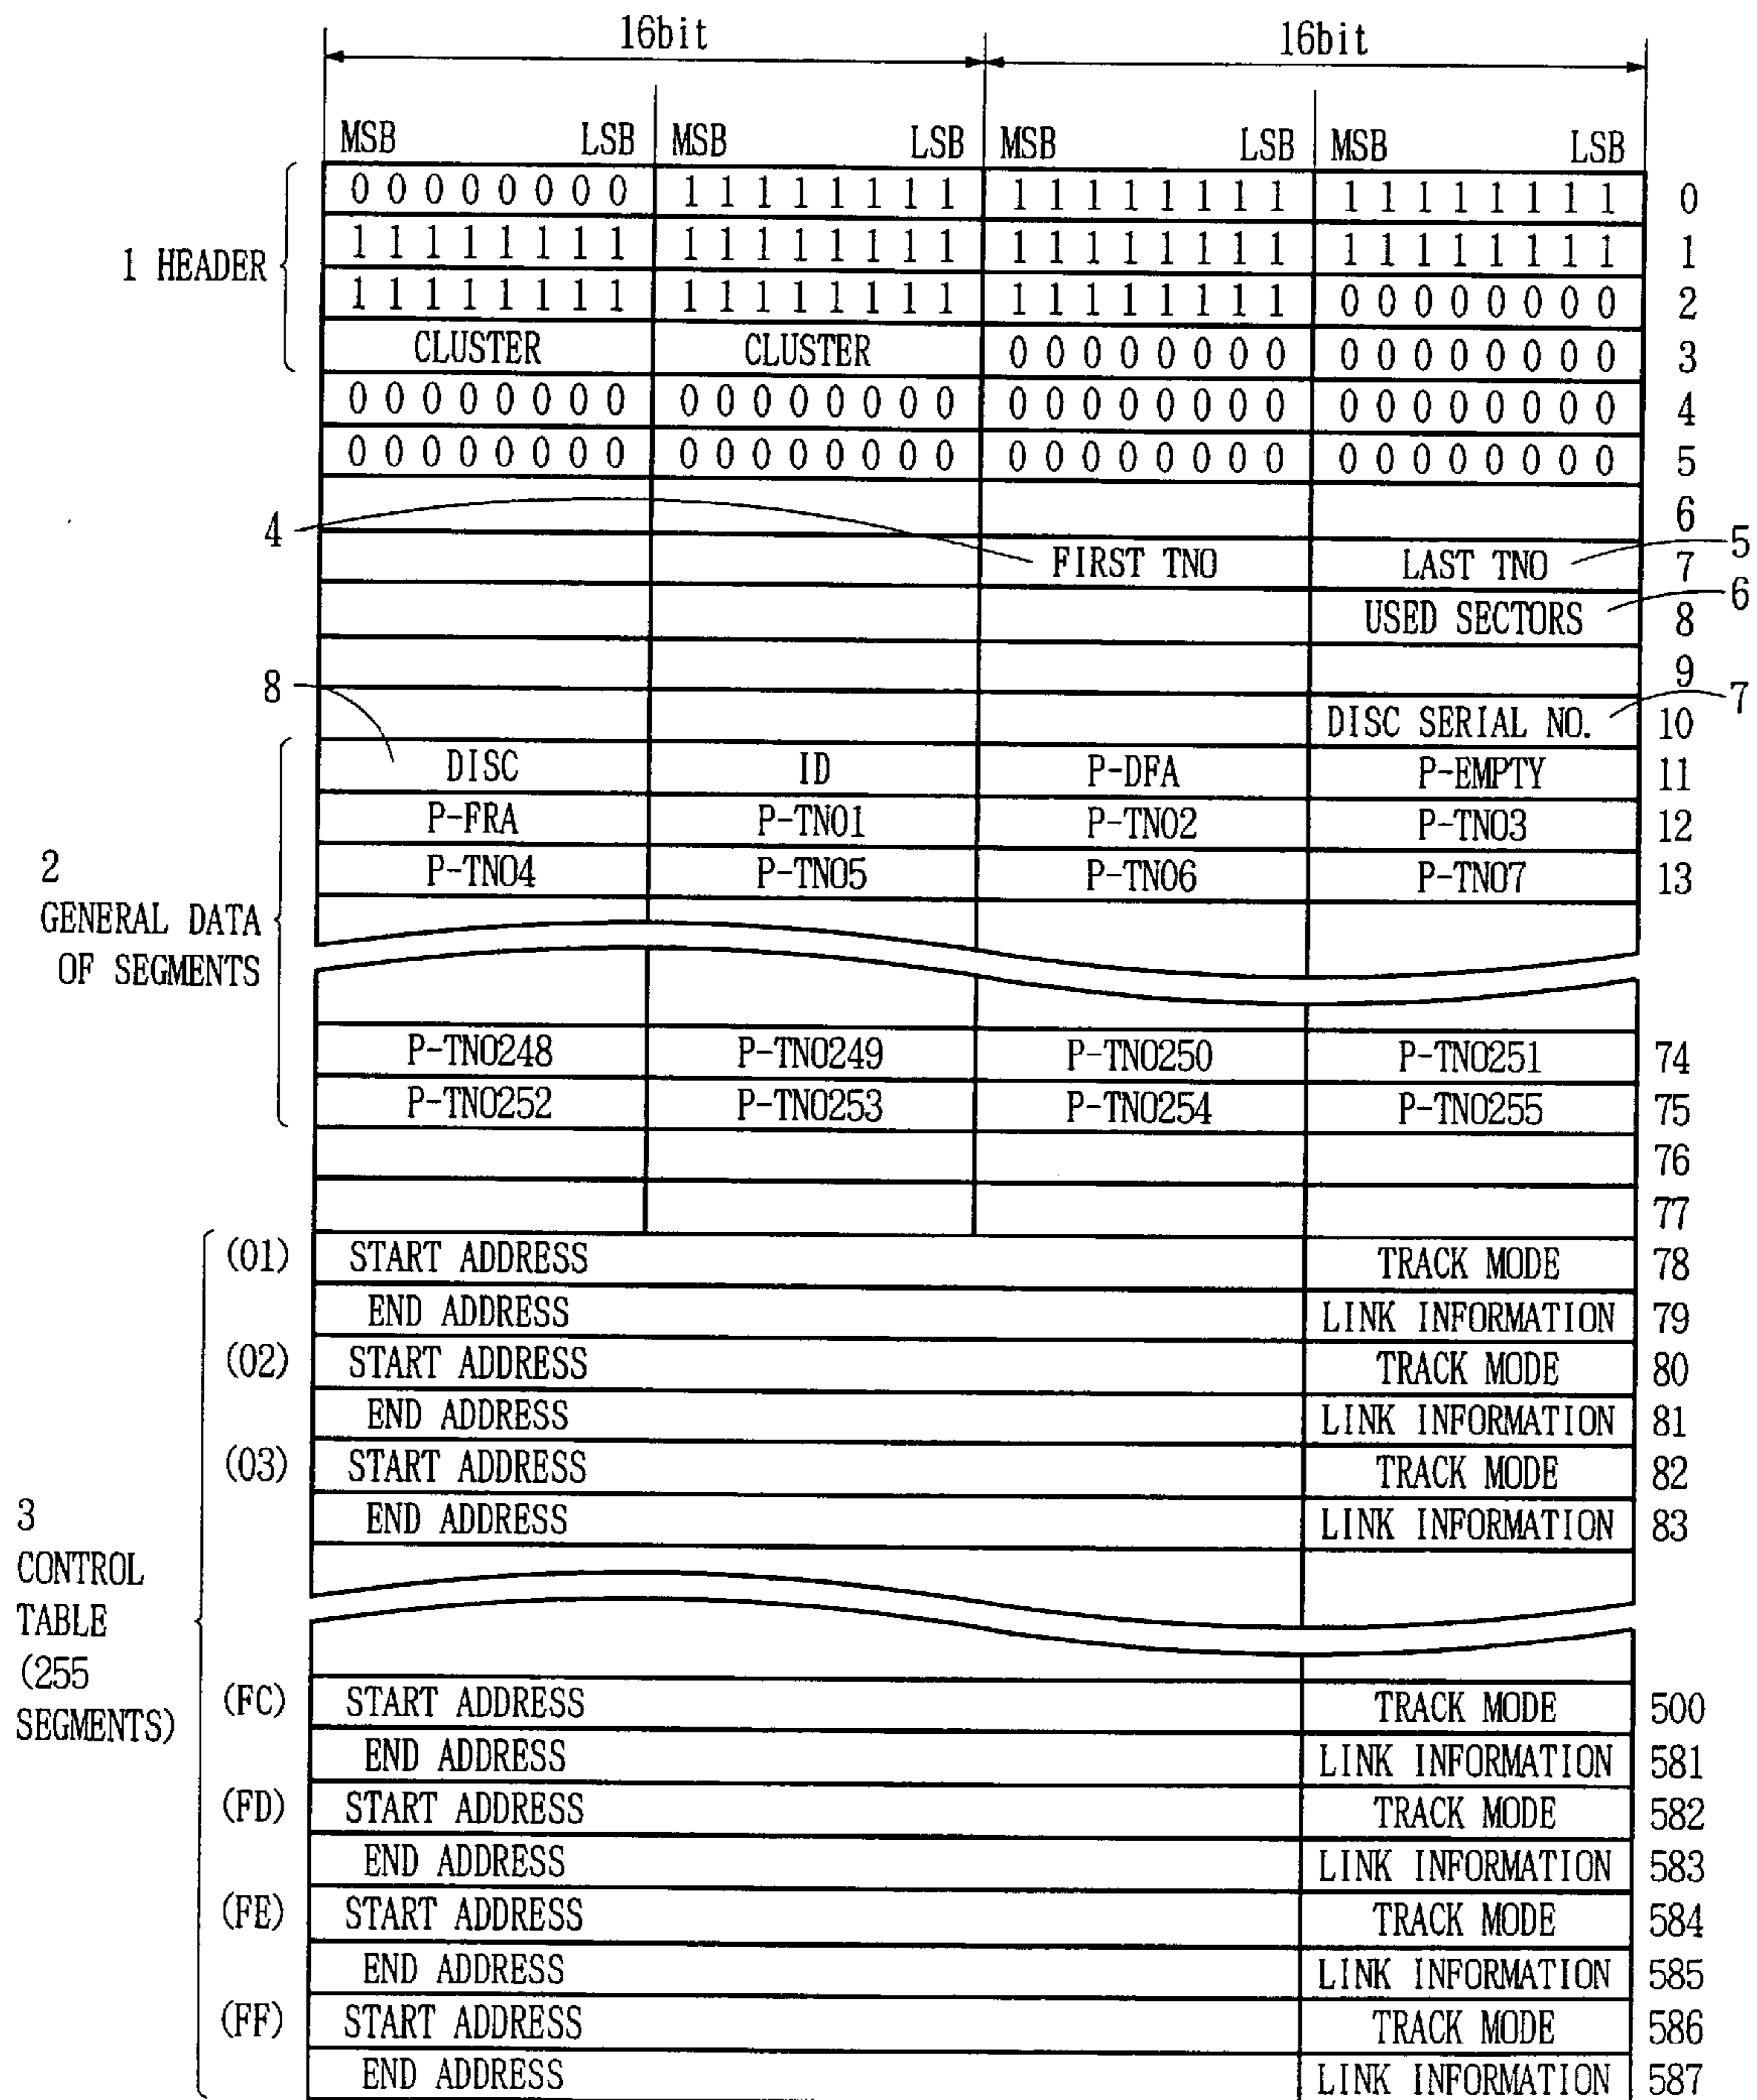 16bit 16bit
MSB LSB MSB LSB MSB LSB MSB LSB
0 0 0 0 0 0 0 0 1 1 1 1 1 1 1 1 1 1 1 1 1 1 1 1 1 1 1 1 1 1 1 1 0
1 1 1 1 1 1 1 1 1 1 1 1 1 1 1 1 1 1 1 1 1 1 1 1 1 1 1 1 1 1 1 1 1
1 HEADER
1 1 1 1 1 1 1 1 1 1 1 1 1 1 1 1 1 1 1 1 1 1 1 1 0 0 0 0 0 0 0 0 2
CLUSTER CLUSTER 0 0 0 0 0 0 0 0 0 0 0 0 0 0 0 0 3
0 0 0 0 0 0 0 0 0 0 0 0 0 0 0 0 0 0 0 0 0 0 0 0 0 0 0 0 0 0 0 0 4
0 0 0 0 0 0 0 0 0 0 0 0 0 0 0 0 0 0 0 0 0 0 0 0 0 0 0 0 0 0 0 0 5
6
4 FIRST TNO LAST TNO 7 5
USED SECTORS 8 6
9
8 DISC SERIAL NO. 10 7
DISC ID P-DFA P-EMPTY 11
P-FRA P-TNO1 P-TNO2 P-TNO3 12
P-TNO4 P-TNO5 P-TNO6 P-TNO7 13
2
GENERAL DATA
OF SEGMENTS
P-TNO248 P-TNO249 P-TNO250 P-TNO251 74
P-TNO252 P-TNO253 P-TNO254 P-TNO255 75
76
77
(01) START ADDRESS TRACK MODE 78
END ADDRESS LINK INFORMATION 79
(02) START ADDRESS TRACK MODE 80
END ADDRESS LINK INFORMATION 81
(03) START ADDRESS TRACK MODE 82
END ADDRESS LINK INFORMATION 83
3
CONTROL
TABLE
(255
SEGMENTS)
(FC) START ADDRESS TRACK MODE 500
END ADDRESS LINK INFORMATION 581
(FD) START ADDRESS TRACK MODE 582
END ADDRESS LINK INFORMATION 583
(FE) START ADDRESS TRACK MODE 584
END ADDRESS LINK INFORMATION 585
(FF) START ADDRESS TRACK MODE 586
END ADDRESS LINK INFORMATION 587